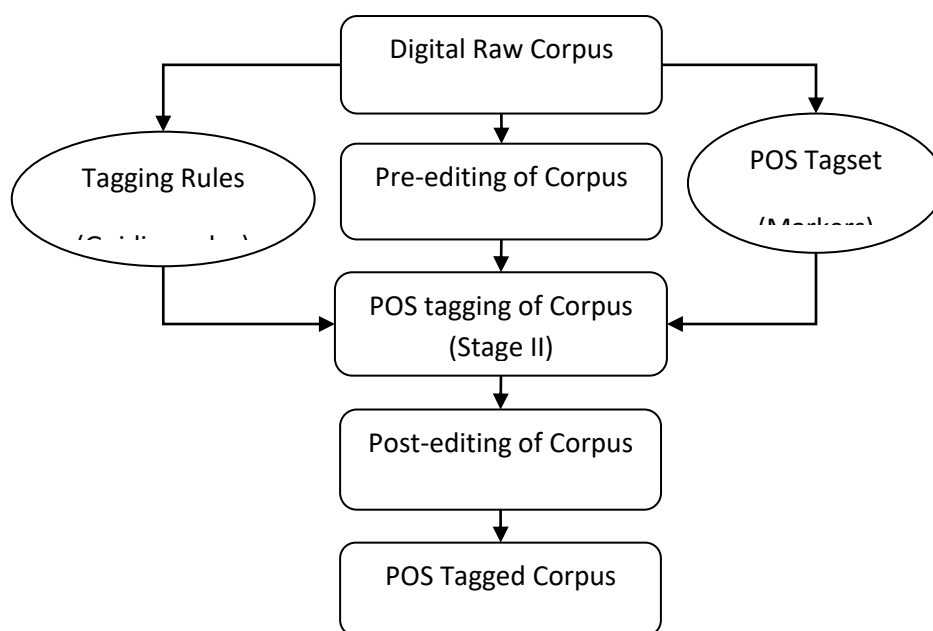 Digital Raw Corpus
Tagging Rules
Pre-editing of Corpus
POS Tagset
POS tagging of Corpus
(Stage II)
Post-editing of Corpus
POS Tagged Corpus